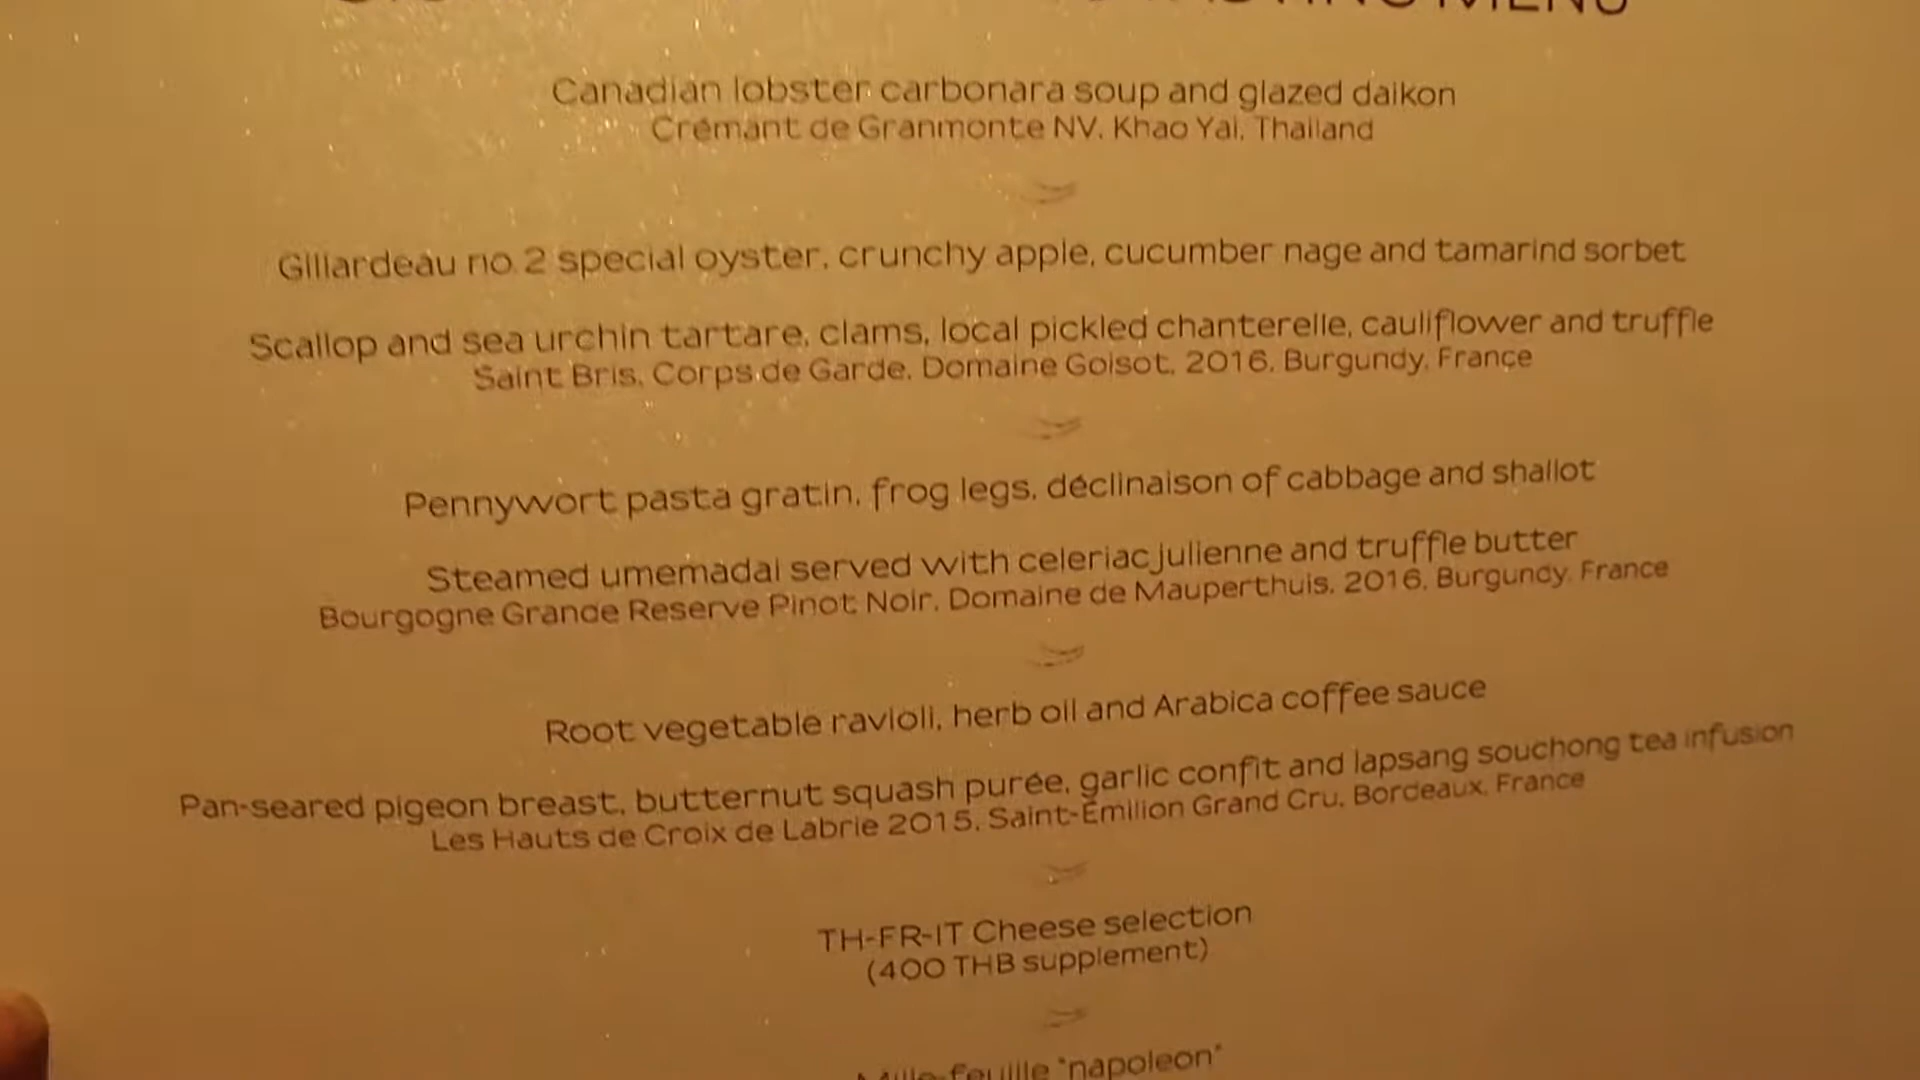 MENU
Canadian lobster carbonara soup and glazed daikon
Crémant de Granmonte NV, Khao Yai, Thailand
Gillardeau no 2 special oyster, crunchy apple, cucumber nage and tamarind sorbet
Scallop and sea urchin tartare, clams, local pickled chanterelle, cauliflower and truffle
Saint Bris, Corps de Garde, Domaine Goisot, 2016, Burgundy, France
Pennywort pasta gratin, frog legs, déclinaison of cabbage and shallot
Steamed umemadai served with celeriac julienne and truffle butter
Bourgogne Grande Reserve Pinot Noir, Domaine de Mauperthuis, 2016, Burgundy, France
Root vegetable ravioli, herb oil and Arabica coffee sauce
Pan-seared pigeon breast, butternut squash purée, garlic confit and lapsang souchong tea infusion
Les Hauts de Croix de Labrie 2015, Saint-Émilion Grand Cru, Bordeaux, France
TH-FR-IT Cheese selection
(400 THB supplement)
Mille-feuille "napoleon"